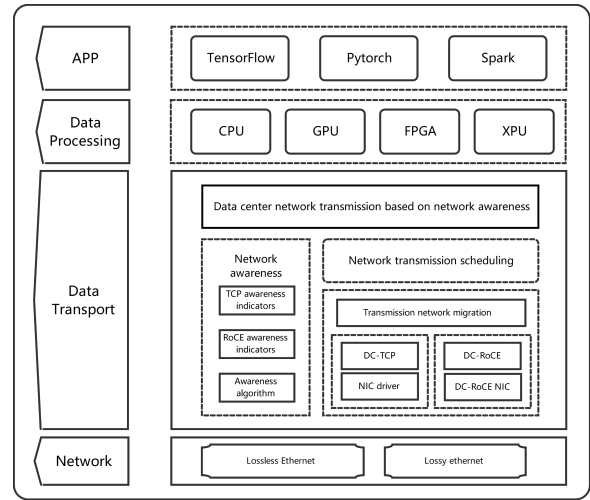 APP
TensorFlow
Pytorch
Spark
Data
Processing
CPU
GPU
FPGA
XPU
Data
Transport
Data center network transmission based on network awareness
Network
awareness
TCP awareness
indicators
RoCE awareness
indicators
Awareness
algorithm
Network transmission scheduling
Transmission network migration
DC-TCP
NIC driver
DC-RoCE
DC-RoCE NIC
Network
Lossless Ethernet
Lossy ethernet